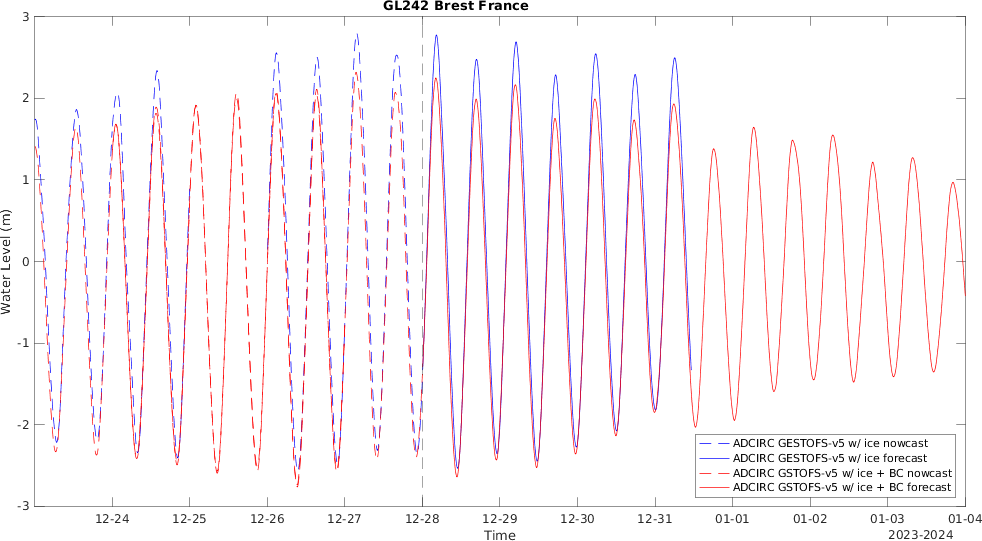 GL242 Brest France
3
2
1
0
-1
-2
-3
Water Level (m)
12-24
12-25
12-26
12-27
12-28
12-29
12-30
12-31
01-01
01-02
01-03
01-04
Time
2023-2024
ADCIRC GESTOFS-v5 w/ ice nowcast
ADCIRC GESTOFS-v5 w/ ice forecast
ADCIRC GSTOFS-v5 w/ ice + BC nowcast
ADCIRC GSTOFS-v5 w/ ice + BC forecast